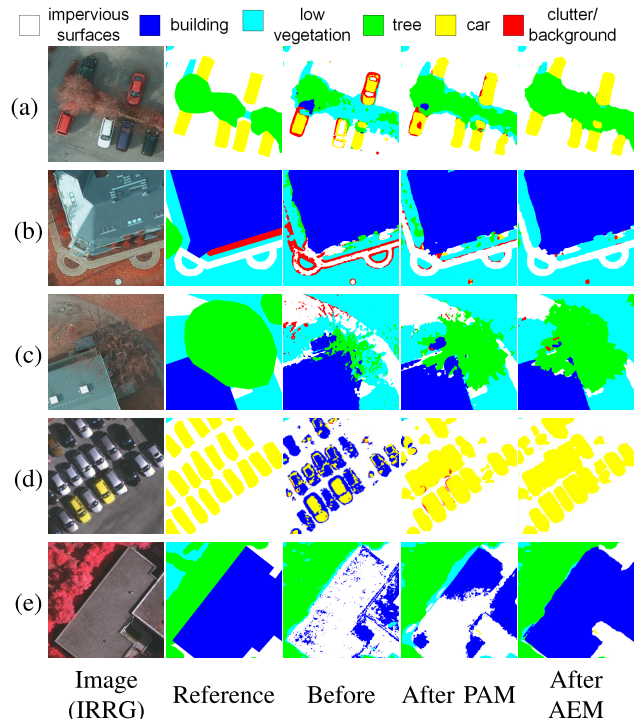 impervious surfaces
building
low vegetation
tree
car
clutter/ background
(a)
(b)
(c)
(d)
(e)
Image (IRRG)
Reference
Before
After PAM
After AEM